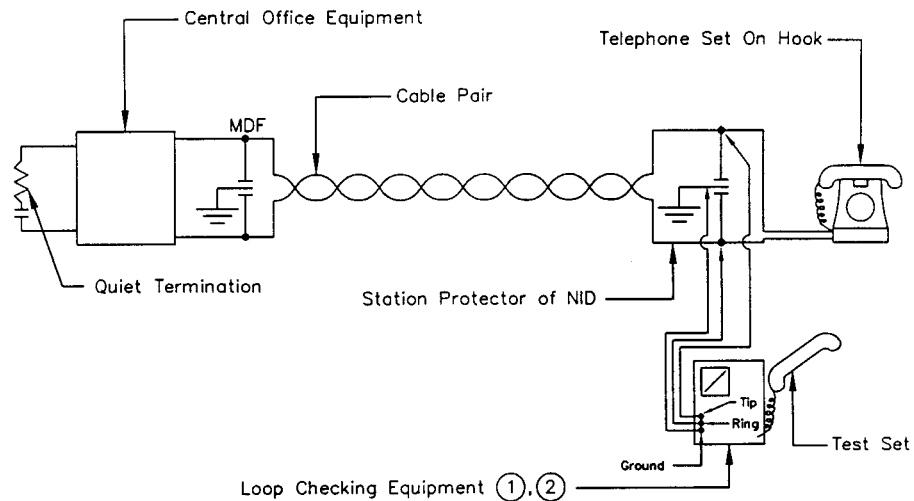 Central Office Equipment
Telephone Set On Hook
Cable Pair
MDF
Quiet Termination
Station Protector of NID
Tip
Ring
Ground
Test Set
Loop Checking Equipment 1, 2